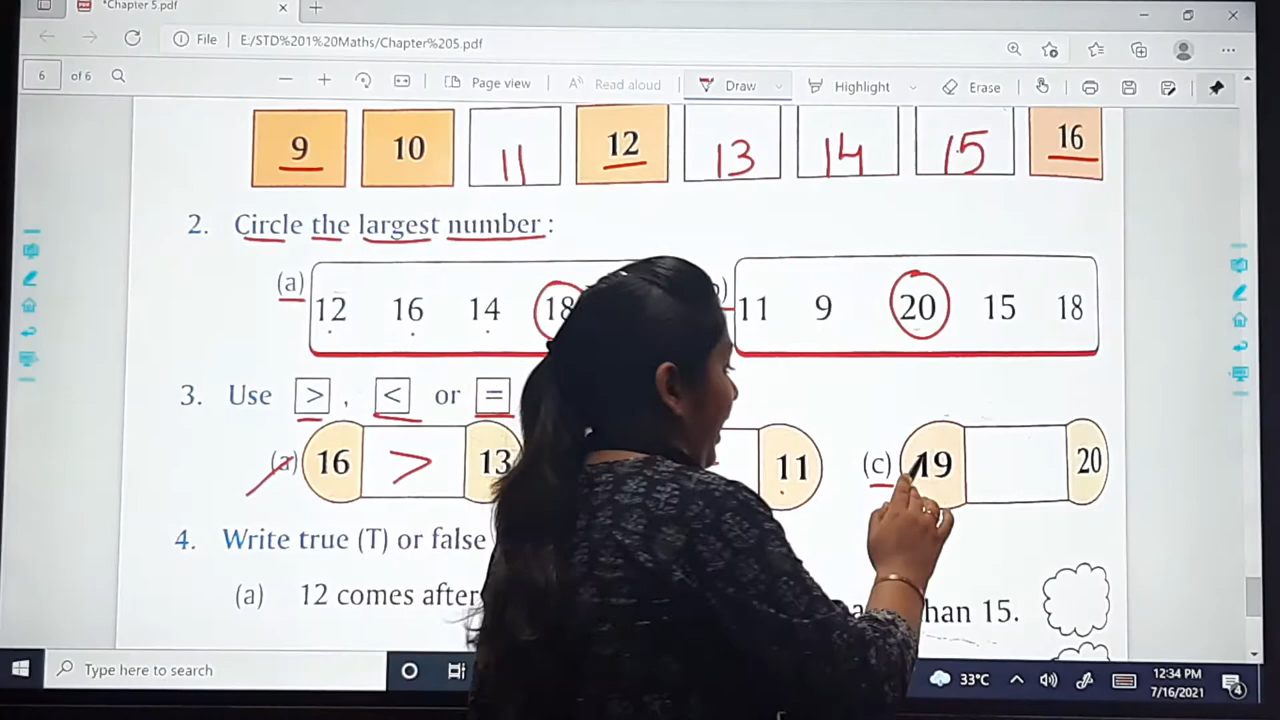 *Chapter 5.pdf
File | E:/STD%201%20Maths/Chapter%205.pdf
6 of 6 Page view Read aloud Draw Highlight Erase
9 10 11 12 13 14 15 16
2. Circle the largest number :
(a) 12 16 14 18 11 9 20 15 18
3. Use > , < or =
(a) 16 > 13 11 (c) 19 20
4. Write true (T) or false
(a) 12 comes after han 15.
Type here to search 33°C 12:34 PM
7/16/2021 4